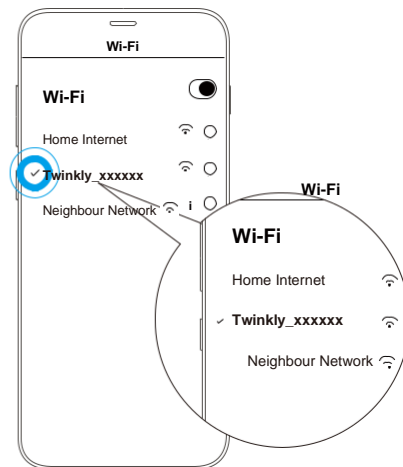 Wi-Fi
Wi-Fi
Home Internet
Twinkly_xxxxxx
Neighbour Network i
Wi-Fi
Wi-Fi
Home Internet
Twinkly_xxxxxx
Neighbour Network